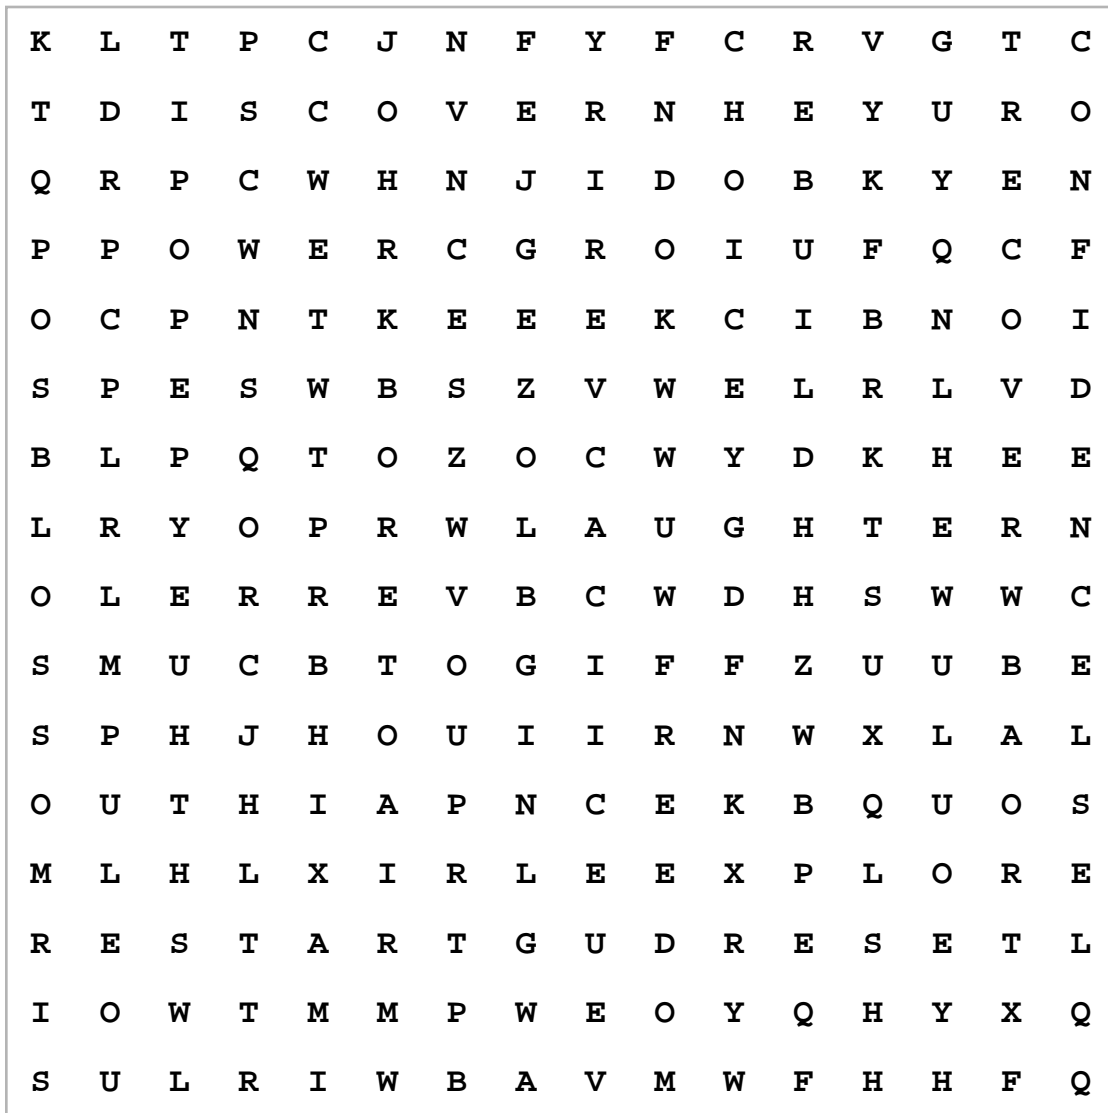 K L T P C J N F Y F C R V G T C
T D I S C O V E R N H E Y U R O
Q R P C W H N J I D O B K Y E N
P P O W E R C G R O I U F Q C F
O C P N T K E E E K C I B N O I
S P E S W B S Z V W E L R L V D
B L P Q T O Z O C W Y D K H E E
L R Y O P R W L A U G H T E R N
O L E R R E V B C W D H S W W C
S M U C B T O G I F F Z U U B E
S P H J H O U I I R N W X L A L
O U T H I A P N C E K B Q U O S
M L H L X I R L E E X P L O R E
R E S T A R T G U D R E S E T L
I O W T M M P W E O Y Q H Y X Q
S U L R I W B A V M W F H H F Q